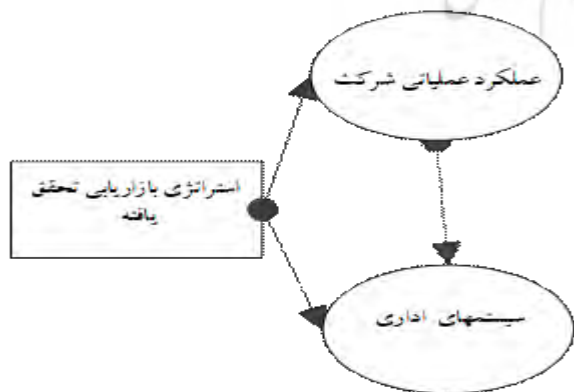 عملکرد عملیاتی شرکت
استراتژی بازاریابی تحقق
یافته
سیستمهای اداری